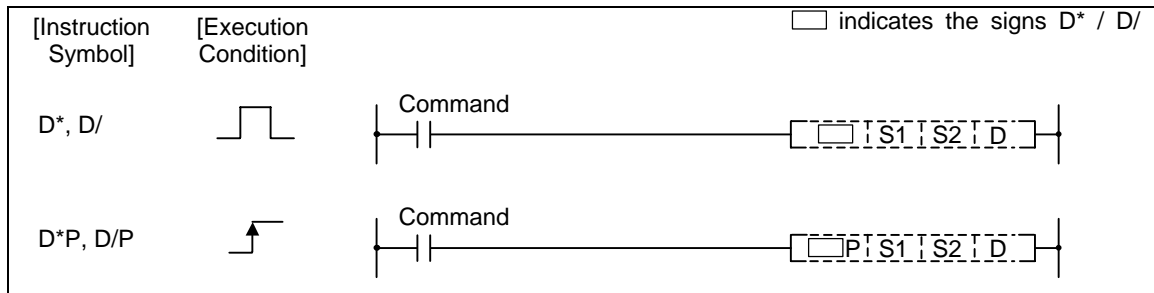 [Instruction Symbol]
[Execution Condition]
□ indicates the signs D* / D/
D*, D/
Command
□ S1 S2 D
D*P, D/P
Command
□P S1 S2 D